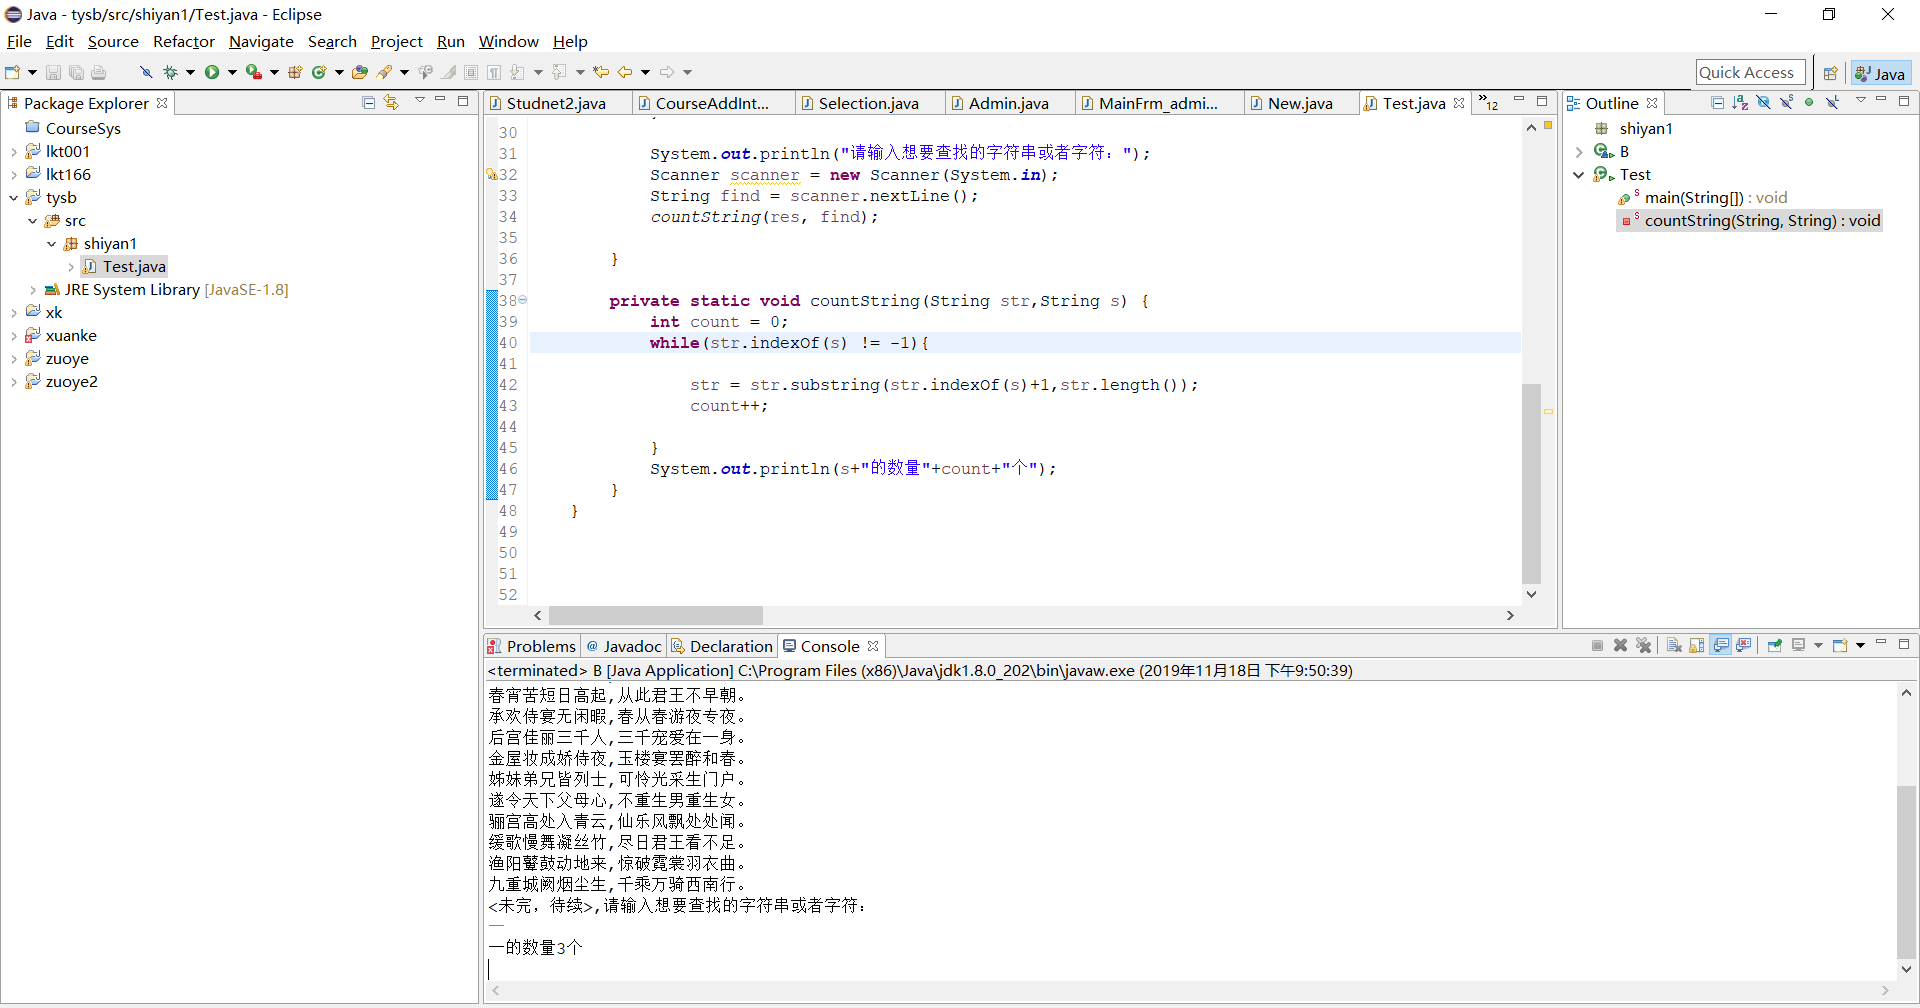 Java - tysb/src/shiyan1/Test.java - Eclipse
File Edit Source Refactor Navigate Search Project Run Window Help
Quick Access Java
Package Explorer
CourseSys
lkt001
lkt166
tysb
src
shiyan1
Test.java
JRE System Library [JavaSE-1.8]
xk
xuanke
zuoye
zuoye2
Studnet2.java CourseAddInt... Selection.java Admin.java MainFrm_admi... New.java Test.java »12
30 }
31 System.out.println("请输入想要查找的字符串或者字符：");
32 Scanner scanner = new Scanner(System.in);
33 String find = scanner.nextLine();
34 countString(res, find);
35
36 }
37
38 private static void countString(String str,String s) {
39 int count = 0;
40 while(str.indexOf(s) != -1){
41
42 str = str.substring(str.indexOf(s)+1,str.length());
43 count++;
44
45 }
46 System.out.println(s+"的数量"+count+"个");
47 }
48 }
49
50
51
52
Outline
shiyan1
B
Test
main(String[]) : void
countString(String, String) : void
Problems @ Javadoc Declaration Console
<terminated> B [Java Application] C:\Program Files (x86)\Java\jdk1.8.0_202\bin\javaw.exe (2019年11月18日 下午9:50:39)
春宵苦短日高起,从此君王不早朝。
承欢侍宴无闲暇,春从春游夜专夜。
后宫佳丽三千人,三千宠爱在一身。
金屋妆成娇侍夜,玉楼宴罢醉和春。
姊妹弟兄皆列士,可怜光采生门户。
遂令天下父母心,不重生男重生女。
骊宫高处入青云,仙乐风飘处处闻。
缓歌慢舞凝丝竹,尽日君王看不足。
渔阳鼙鼓动地来,惊破霓裳羽衣曲。
九重城阙烟尘生,千乘万骑西南行。
<未完，待续>,请输入想要查找的字符串或者字符：
一
一的数量3个